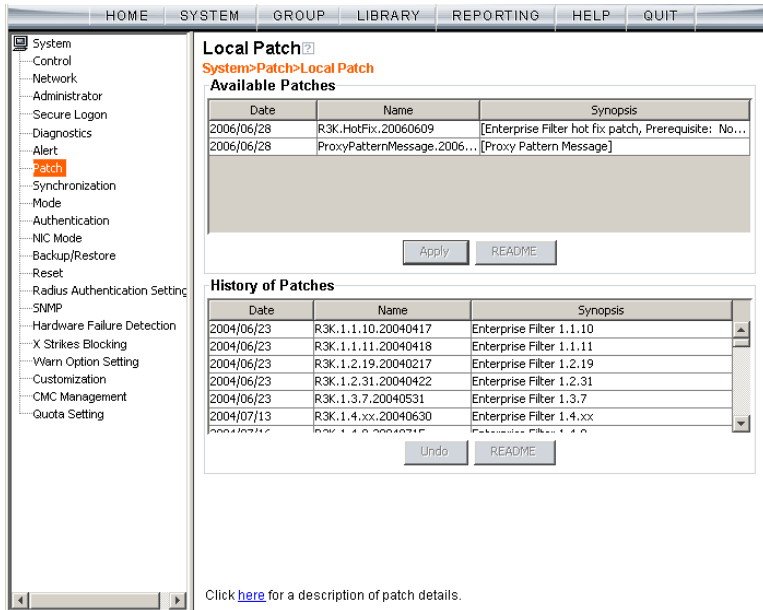 HOME SYSTEM GROUP LIBRARY REPORTING HELP QUIT
System
Control
Network
Administrator
Secure Logon
Diagnostics
Alert
Patch
Synchronization
Mode
Authentication
NIC Mode
Backup/Restore
Reset
Radius Authentication Setting
SNMP
Hardware Failure Detection
X Strikes Blocking
Warn Option Setting
Customization
CMC Management
Quota Setting
Local Patch ?
System>Patch>Local Patch
Available Patches
Date Name Synopsis
2006/06/28 R3K.HotFix.20060609 [Enterprise Filter hot fix patch, Prerequisite: No...
2006/06/28 ProxyPatternMessage.2006... [Proxy Pattern Message]
Apply README
History of Patches
Date Name Synopsis
2004/06/23 R3K.1.1.10.20040417 Enterprise Filter 1.1.10
2004/06/23 R3K.1.1.11.20040418 Enterprise Filter 1.1.11
2004/06/23 R3K.1.2.19.20040217 Enterprise Filter 1.2.19
2004/06/23 R3K.1.2.31.20040422 Enterprise Filter 1.2.31
2004/06/23 R3K.1.3.7.20040531 Enterprise Filter 1.3.7
2004/07/13 R3K.1.4.xx.20040630 Enterprise Filter 1.4.xx
Undo README
Click here for a description of patch details.